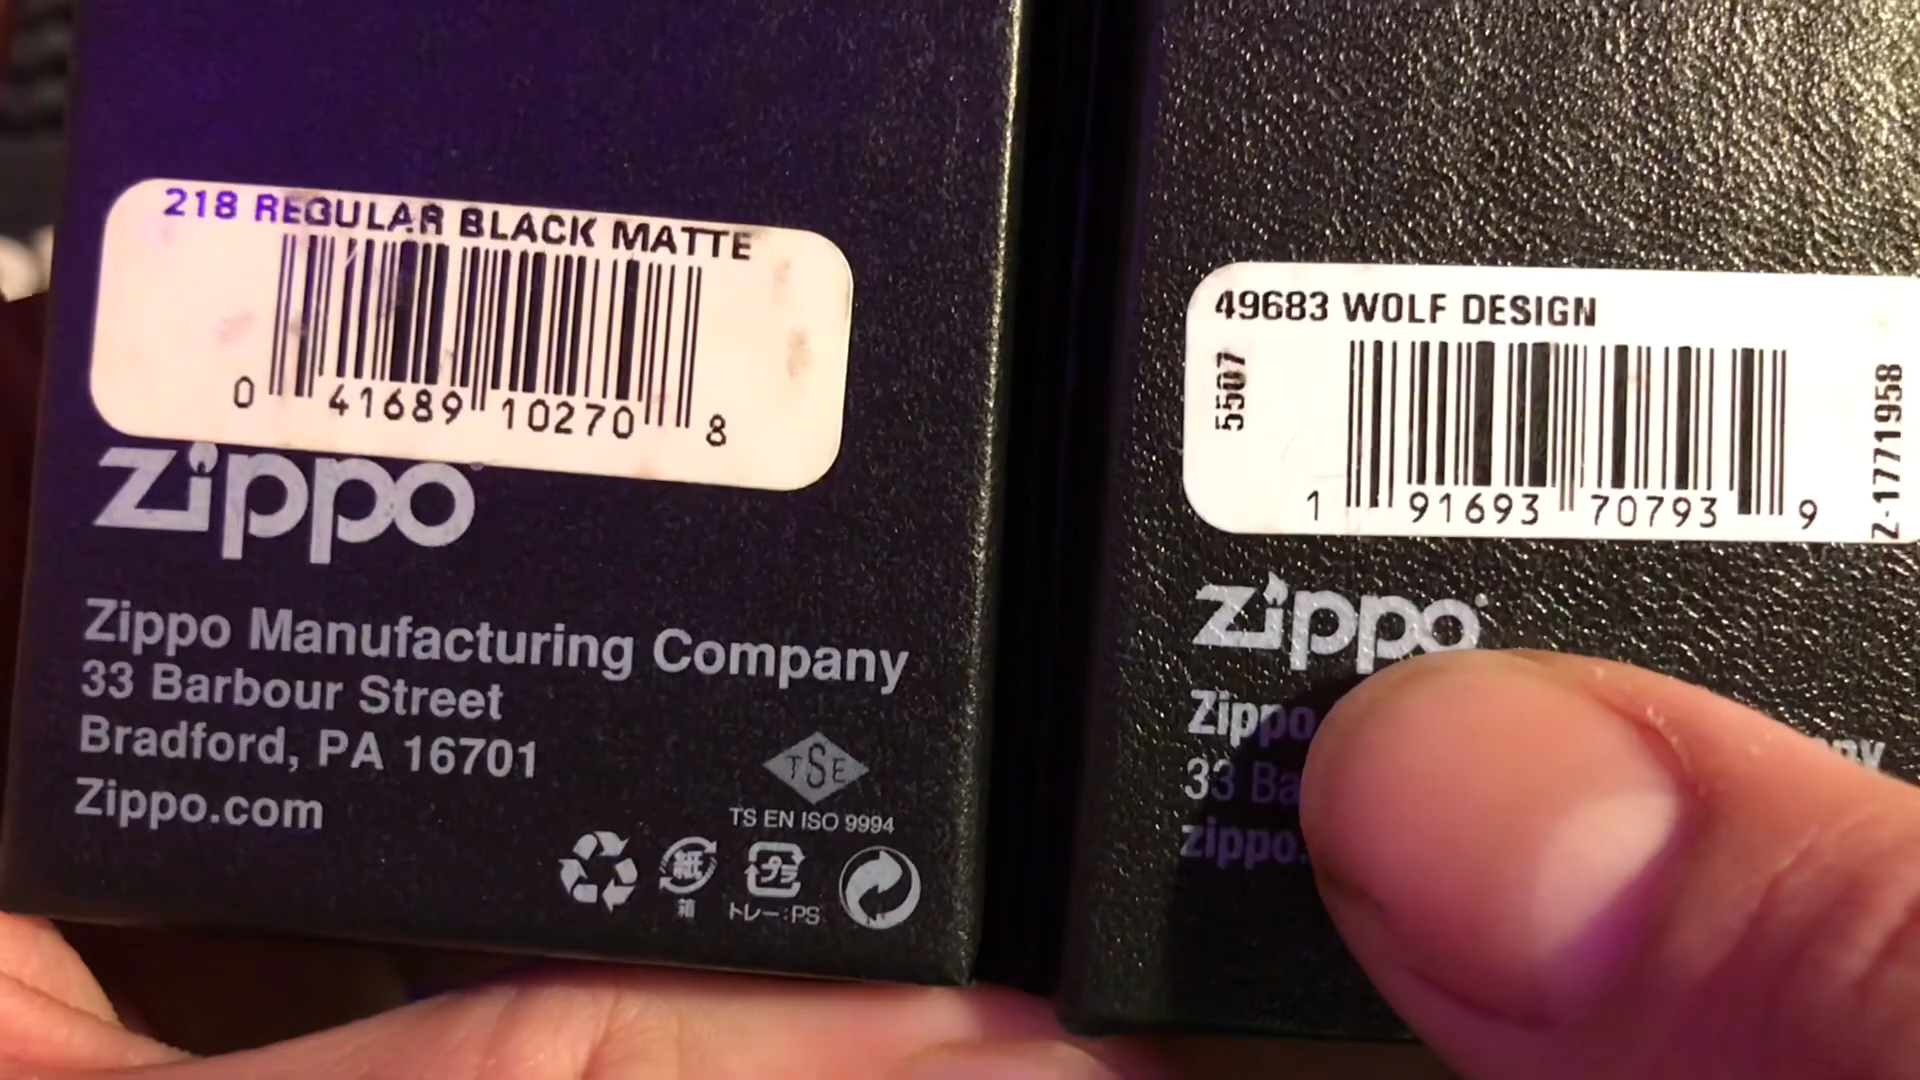 218 REGULAR BLACK MATTE
0 41689 10270 8
zippo
Zippo Manufacturing Company
33 Barbour Street
Bradford, PA 16701
Zippo.com
TSE
TS EN ISO 9994
紙
箱
プラ
トレー:PS
49683 WOLF DESIGN
5507
1 91693 70793 9
Z-1771958
zippo
Zippo
33 Ba
zippo.